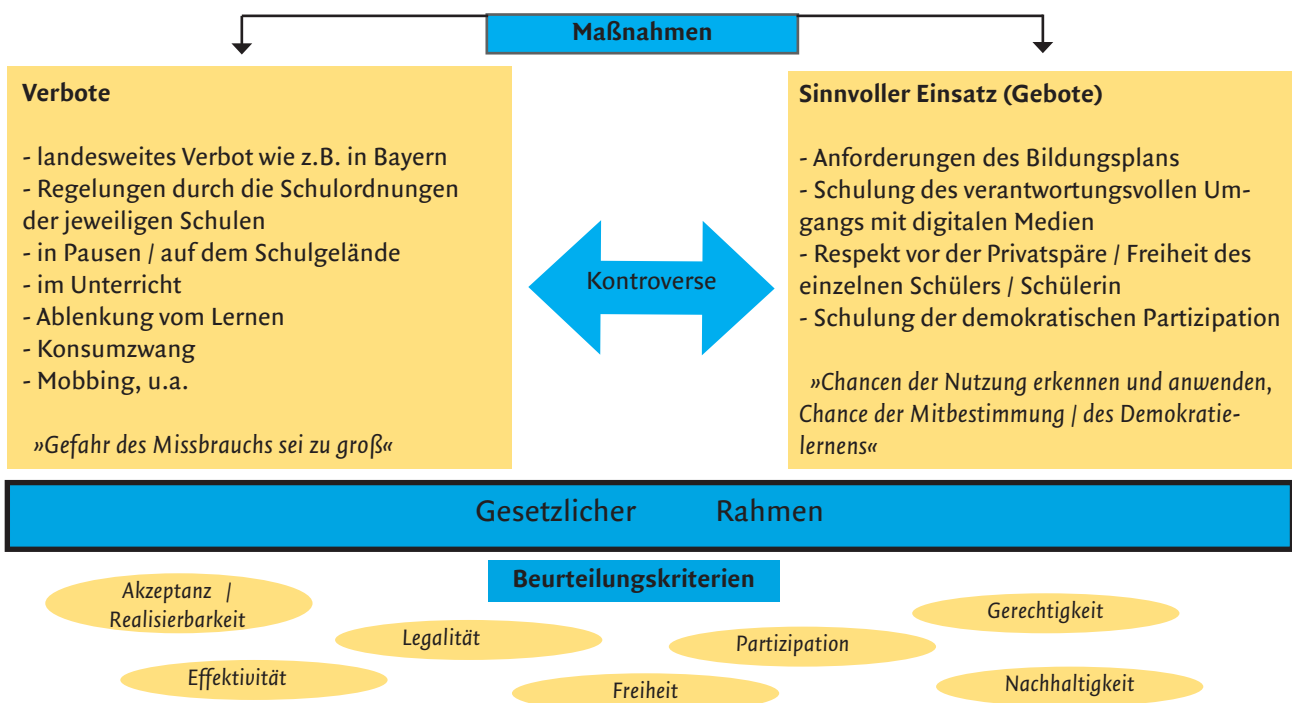 Maßnahmen
Verbote
- landesweites Verbot wie z.B. in Bayern
- Regelungen durch die Schulordnungen
der jeweiligen Schulen
- in Pausen / auf dem Schulgelände
- im Unterricht
- Ablenkung vom Lernen
- Konsumzwang
- Mobbing, u.a.
»Gefahr des Missbrauchs sei zu groß«
Kontroverse
Sinnvoller Einsatz (Gebote)
- Anforderungen des Bildungsplans
- Schulung des verantwortungsvollen Um-
gangs mit digitalen Medien
- Respekt vor der Privatspäre / Freiheit des
einzelnen Schülers / Schülerin
- Schulung der demokratischen Partizipation
»Chancen der Nutzung erkennen und anwenden,
Chance der Mitbestimmung / des Demokratie-
lernens«
Gesetzlicher Rahmen
Beurteilungskriterien
Akzeptanz /
Realisierbarkeit
Legalität
Partizipation
Gerechtigkeit
Effektivität
Freiheit
Nachhaltigkeit